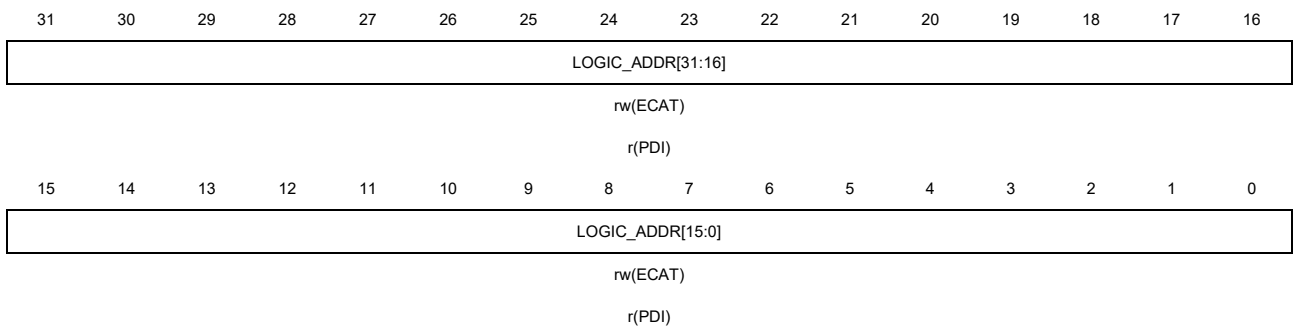 31 30 29 28 27 26 25 24 23 22 21 20 19 18 17 16
LOGIC_ADDR[31:16]
rw(ECAT)
r(PDI)
15 14 13 12 11 10 9 8 7 6 5 4 3 2 1 0
LOGIC_ADDR[15:0]
rw(ECAT)
r(PDI)